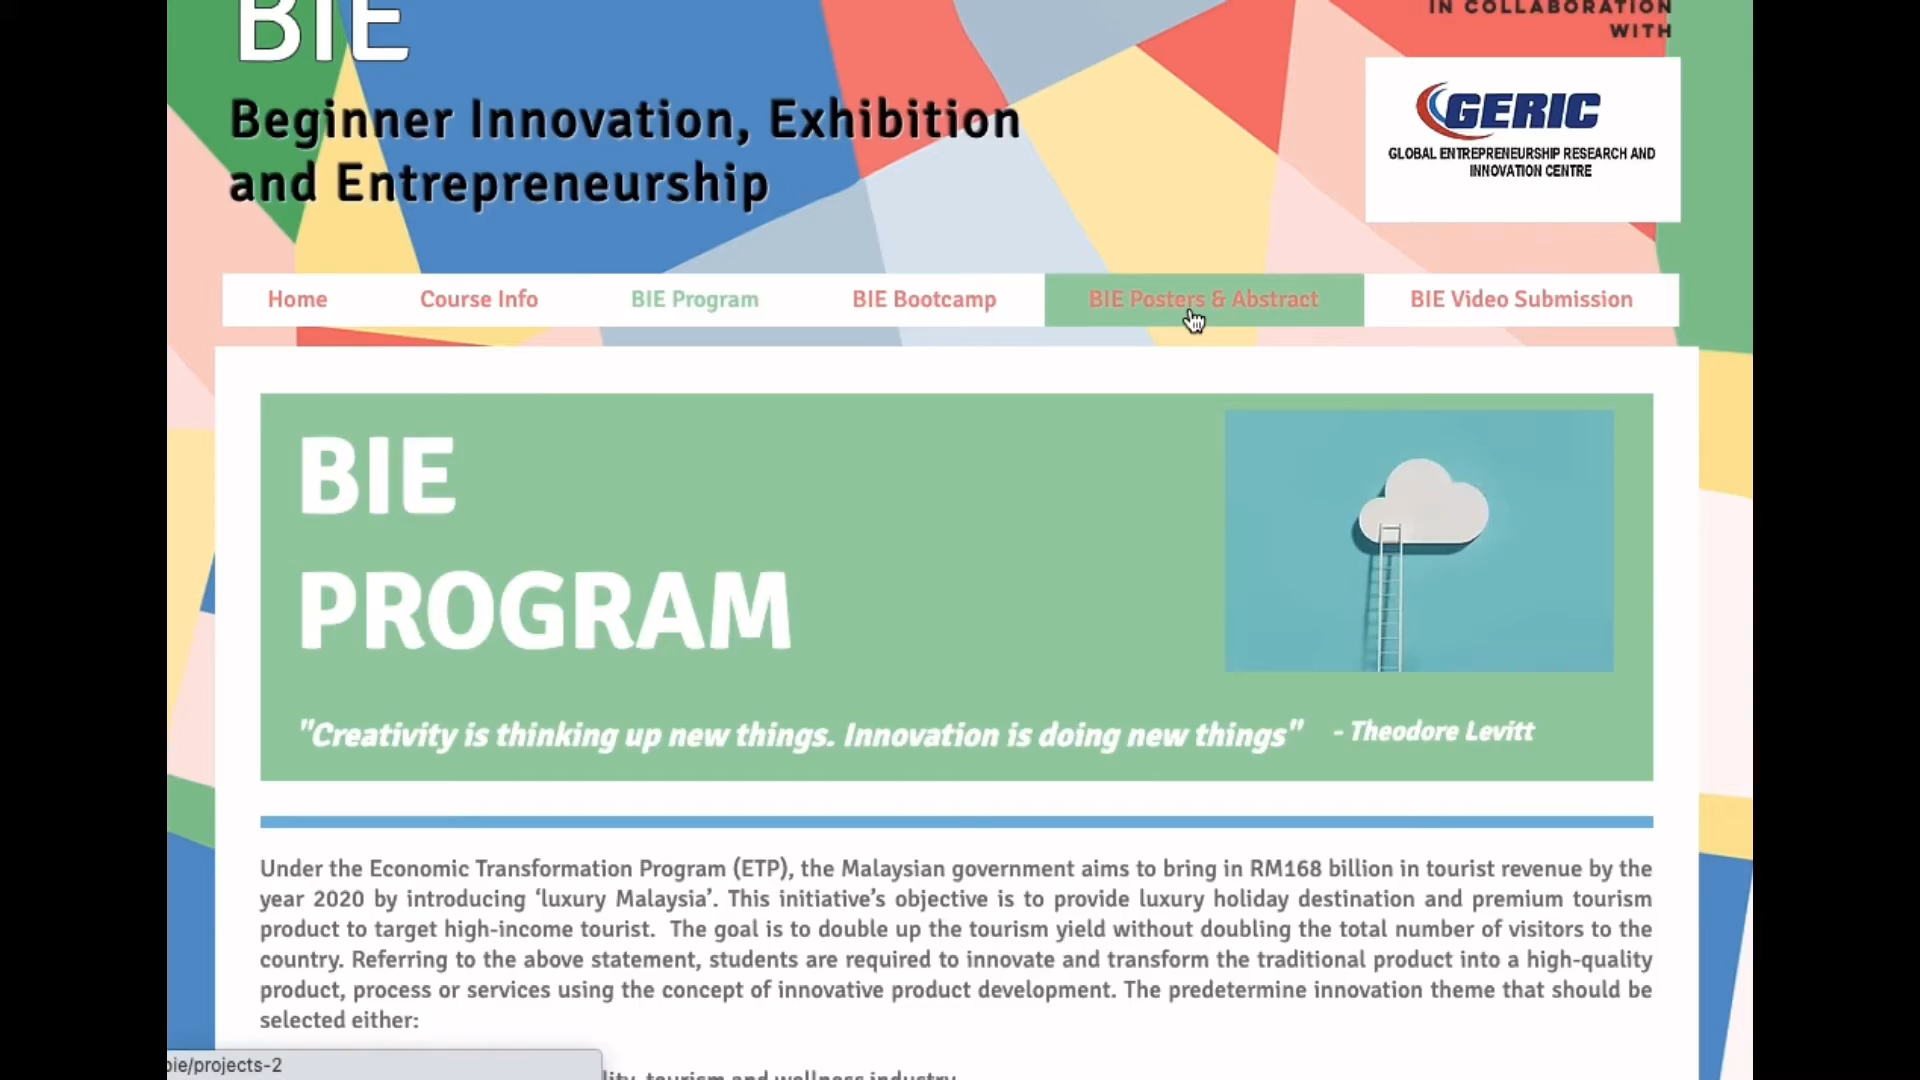 BIE
IN COLLABORATION
WITH
Beginner Innovation, Exhibition
and Entrepreneurship
GERIC
GLOBAL ENTREPRENEURSHIP RESEARCH AND
INNOVATION CENTRE
Home Course Info BIE Program BIE Bootcamp BIE Posters & Abstract BIE Video Submission
BIE
PROGRAM
"Creativity is thinking up new things. Innovation is doing new things" - Theodore Levitt
Under the Economic Transformation Program (ETP), the Malaysian government aims to bring in RM168 billion in tourist revenue by the
year 2020 by introducing ‘luxury Malaysia’. This initiative’s objective is to provide luxury holiday destination and premium tourism
product to target high-income tourist. The goal is to double up the tourism yield without doubling the total number of visitors to the
country. Referring to the above statement, students are required to innovate and transform the traditional product into a high-quality
product, process or services using the concept of innovative product development. The predetermine innovation theme that should be
selected either:
bie/projects-2
tourism and wellness industry